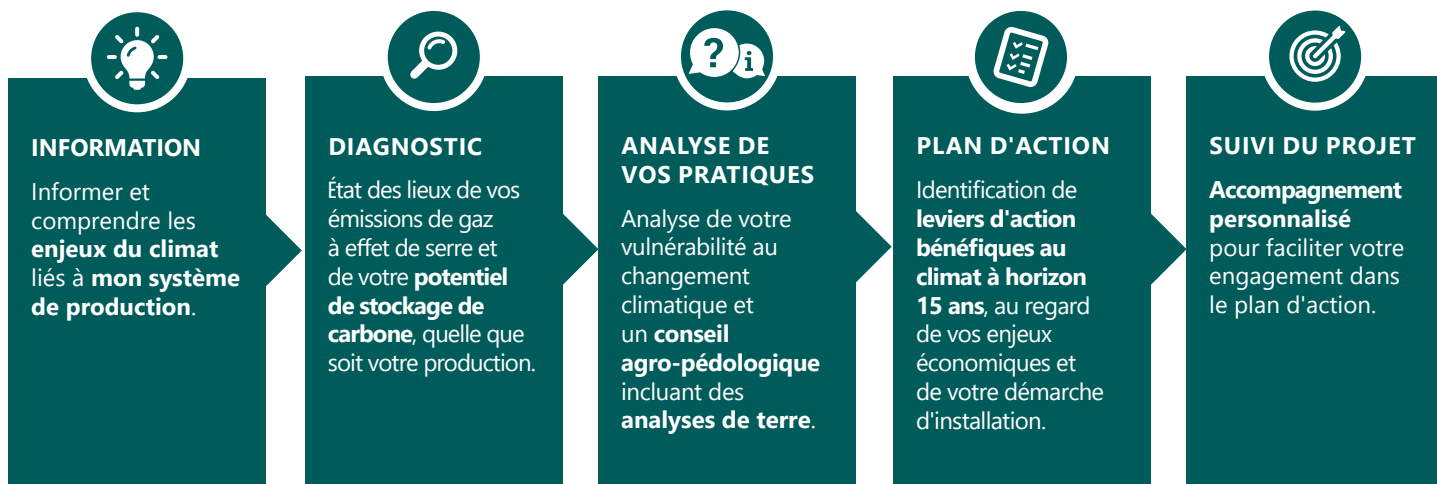 INFORMATION
Informer et
comprendre les
enjeux du climat
liés à mon système
de production.
DIAGNOSTIC
État des lieux de vos
émissions de gaz
à effet de serre et
de votre potentiel
de stockage de
carbone, quelle que
soit votre production.
?
i
ANALYSE DE
VOS PRATIQUES
Analyse de votre
vulnérabilité au
changement
climatique et
un conseil
agro-pédologique
incluant des
analyses de terre.
PLAN D'ACTION
Identification de
leviers d'action
bénéfiques au
climat à horizon
15 ans, au regard
de vos enjeux
économiques et
de votre démarche
d'installation.
SUIVI DU PROJET
Accompagnement
personnalisé
pour faciliter votre
engagement dans
le plan d'action.